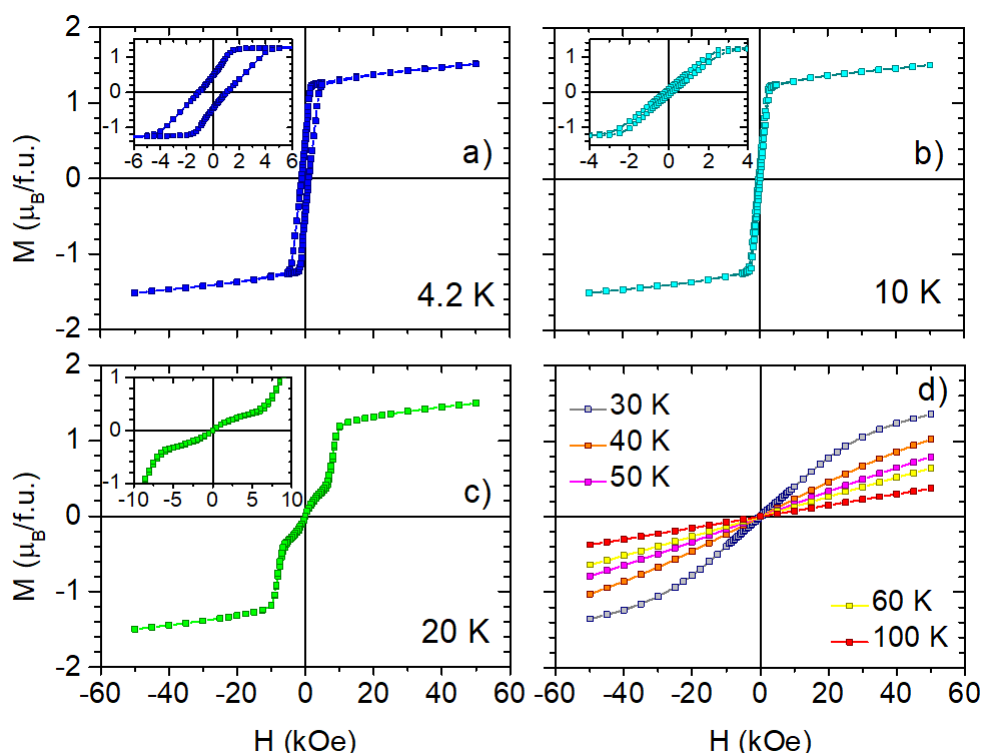 2
1
0
-1
-2
M (μB/f.u.)
1
0
-1
-6 -4 -2 0 2 4 6
a)
4.2 K
1
0
-1
-4 -2 0 2 4
b)
10 K
2
1
0
-1
-2
M (μB/f.u.)
1
0
-1
-10 -5 0 5 10
c)
20 K
-60 -40 -20 0 20 40 60
H (kOe)
d)
30 K
40 K
50 K
60 K
100 K
-60 -40 -20 0 20 40 60
H (kOe)